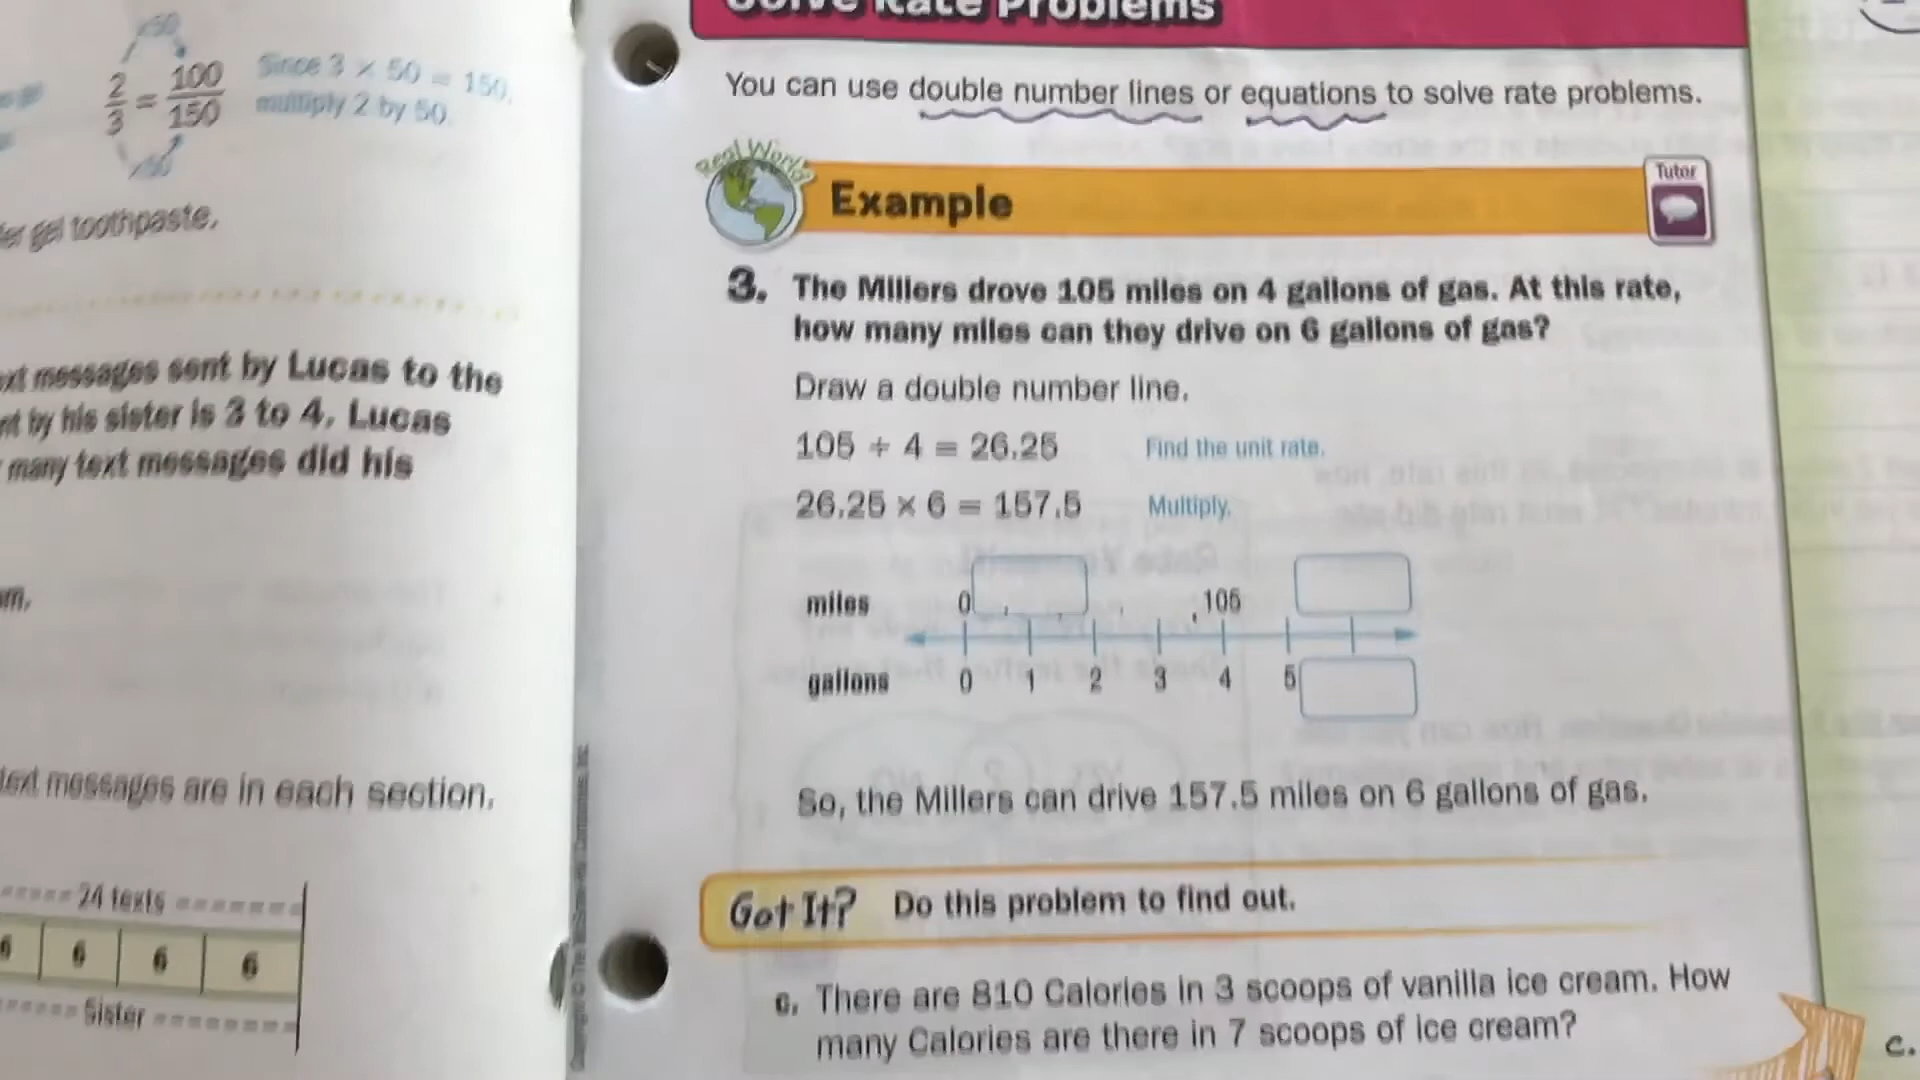 Solve Rate Problems
×50
2/3 = 100/150
Since 3 × 50 = 150,
multiply 2 by 50.
×50
gel toothpaste.
messages sent by Lucas to the
by his sister is 3 to 4. Lucas
many text messages did his
text messages are in each section.
24 texts
6 6 6 6
Sister
You can use double number lines or equations to solve rate problems.
Real World
Example
Tutor
3. The Millers drove 105 miles on 4 gallons of gas. At this rate,
how many miles can they drive on 6 gallons of gas?
Draw a double number line.
105 ÷ 4 = 26.25 Find the unit rate.
26.25 × 6 = 157.5 Multiply.
miles 0 105
gallons 0 1 2 3 4 5
So, the Millers can drive 157.5 miles on 6 gallons of gas.
Got It? Do this problem to find out.
c. There are 810 Calories in 3 scoops of vanilla ice cream. How
many Calories are there in 7 scoops of ice cream?
c.